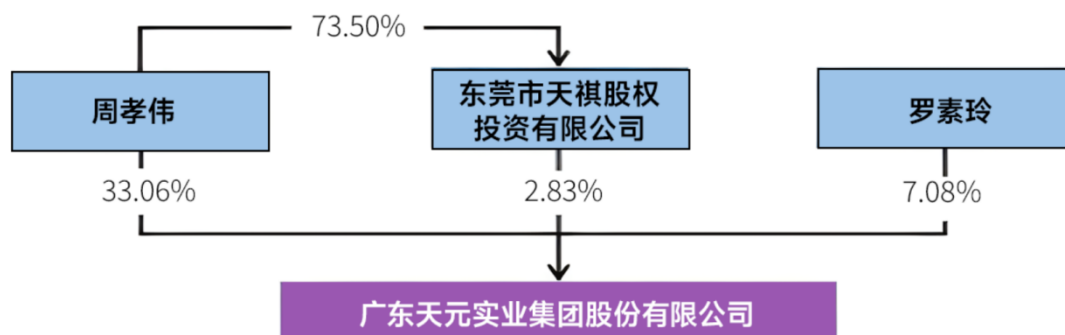 73.50%
周孝伟
东莞市天祺股权
投资有限公司
罗素玲
33.06%
2.83%
7.08%
广东天元实业集团股份有限公司